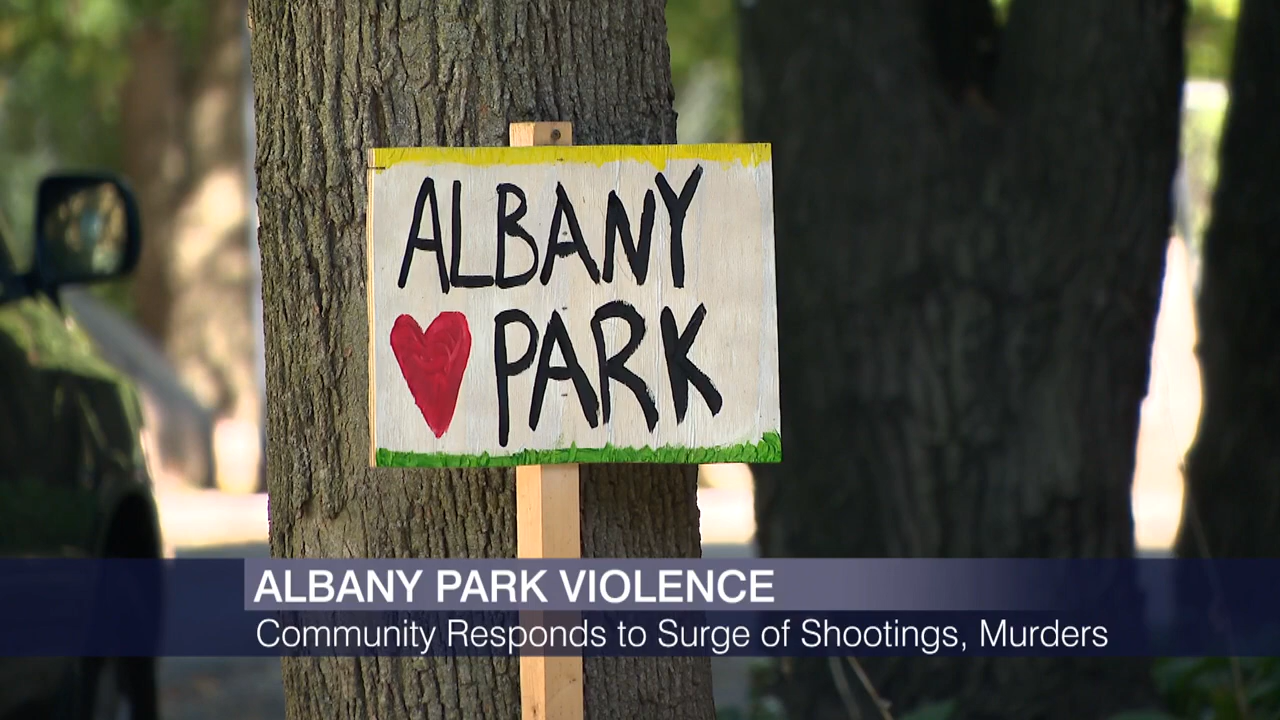 ALBANY
PARK
ALBANY PARK VIOLENCE
Community Responds to Surge of Shootings, Murders